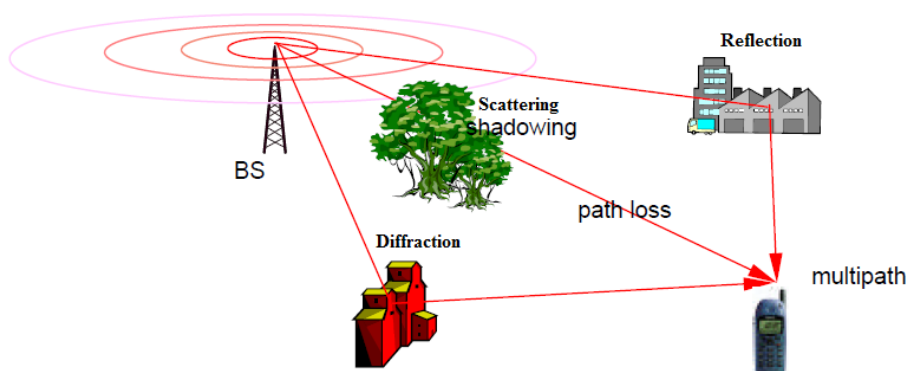 Reflection
Scattering
shadowing
BS
path loss
Diffraction
multipath